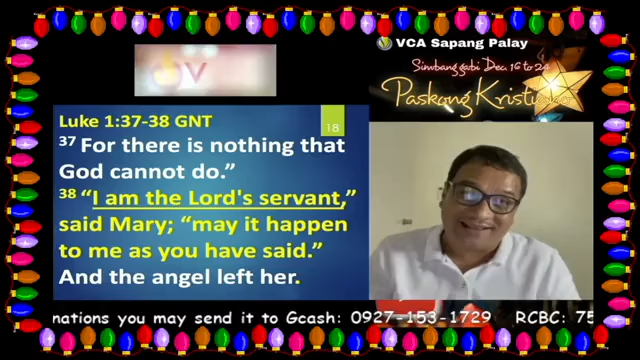 VCA Sapang Palay
Simbang gabi Dec. 16 to 24
Paskong Kristiyano
Luke 1:37-38 GNT
18
37 For there is nothing that
God cannot do.”
38 “I am the Lord's servant,”
said Mary; “may it happen
to me as you have said.”
And the angel left her.
nations you may send it to Gcash: 0927-153-1729 RCBC: 75